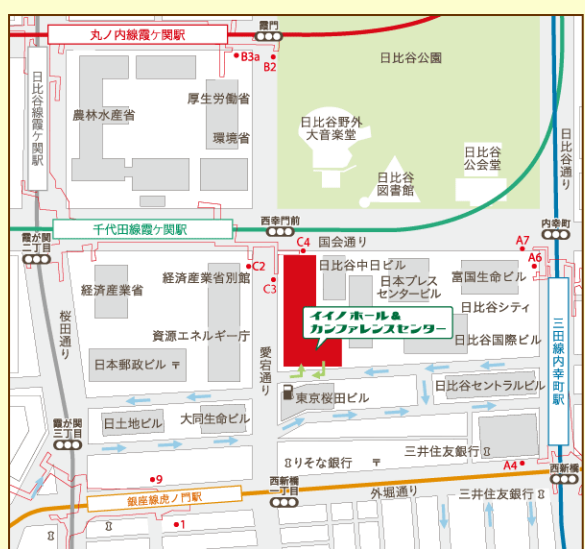 丸ノ内線霞ケ関駅
霞門
B3a
B2
日比谷公園
日比谷線霞ケ関駅
農林水産省
厚生労働省
環境省
日比谷野外
大音楽堂
日比谷
図書館
日比谷
公会堂
日比谷通り
千代田線霞ケ関駅
西幸門前
国会通り
内幸町
霞が関
二丁目
C4
A7
A6
C2
C3
経済産業省
経済産業省別館
日比谷中日ビル
日本プレス
センタービル
富国生命ビル
日比谷シティ
イイノホール&
カンファレンスセンター
日比谷国際ビル
桜田通り
資源エネルギー庁
愛宕通り
三田線内幸町駅
日本郵政ビル 〒
日比谷セントラルビル
東京桜田ビル
日土地ビル
大同生命ビル
霞が関
三丁目
りそな銀行
〒
三井住友銀行
A4
9
西新橋
一丁目
西新橋
銀座線虎ノ門駅
外堀通り
三井住友銀行
1